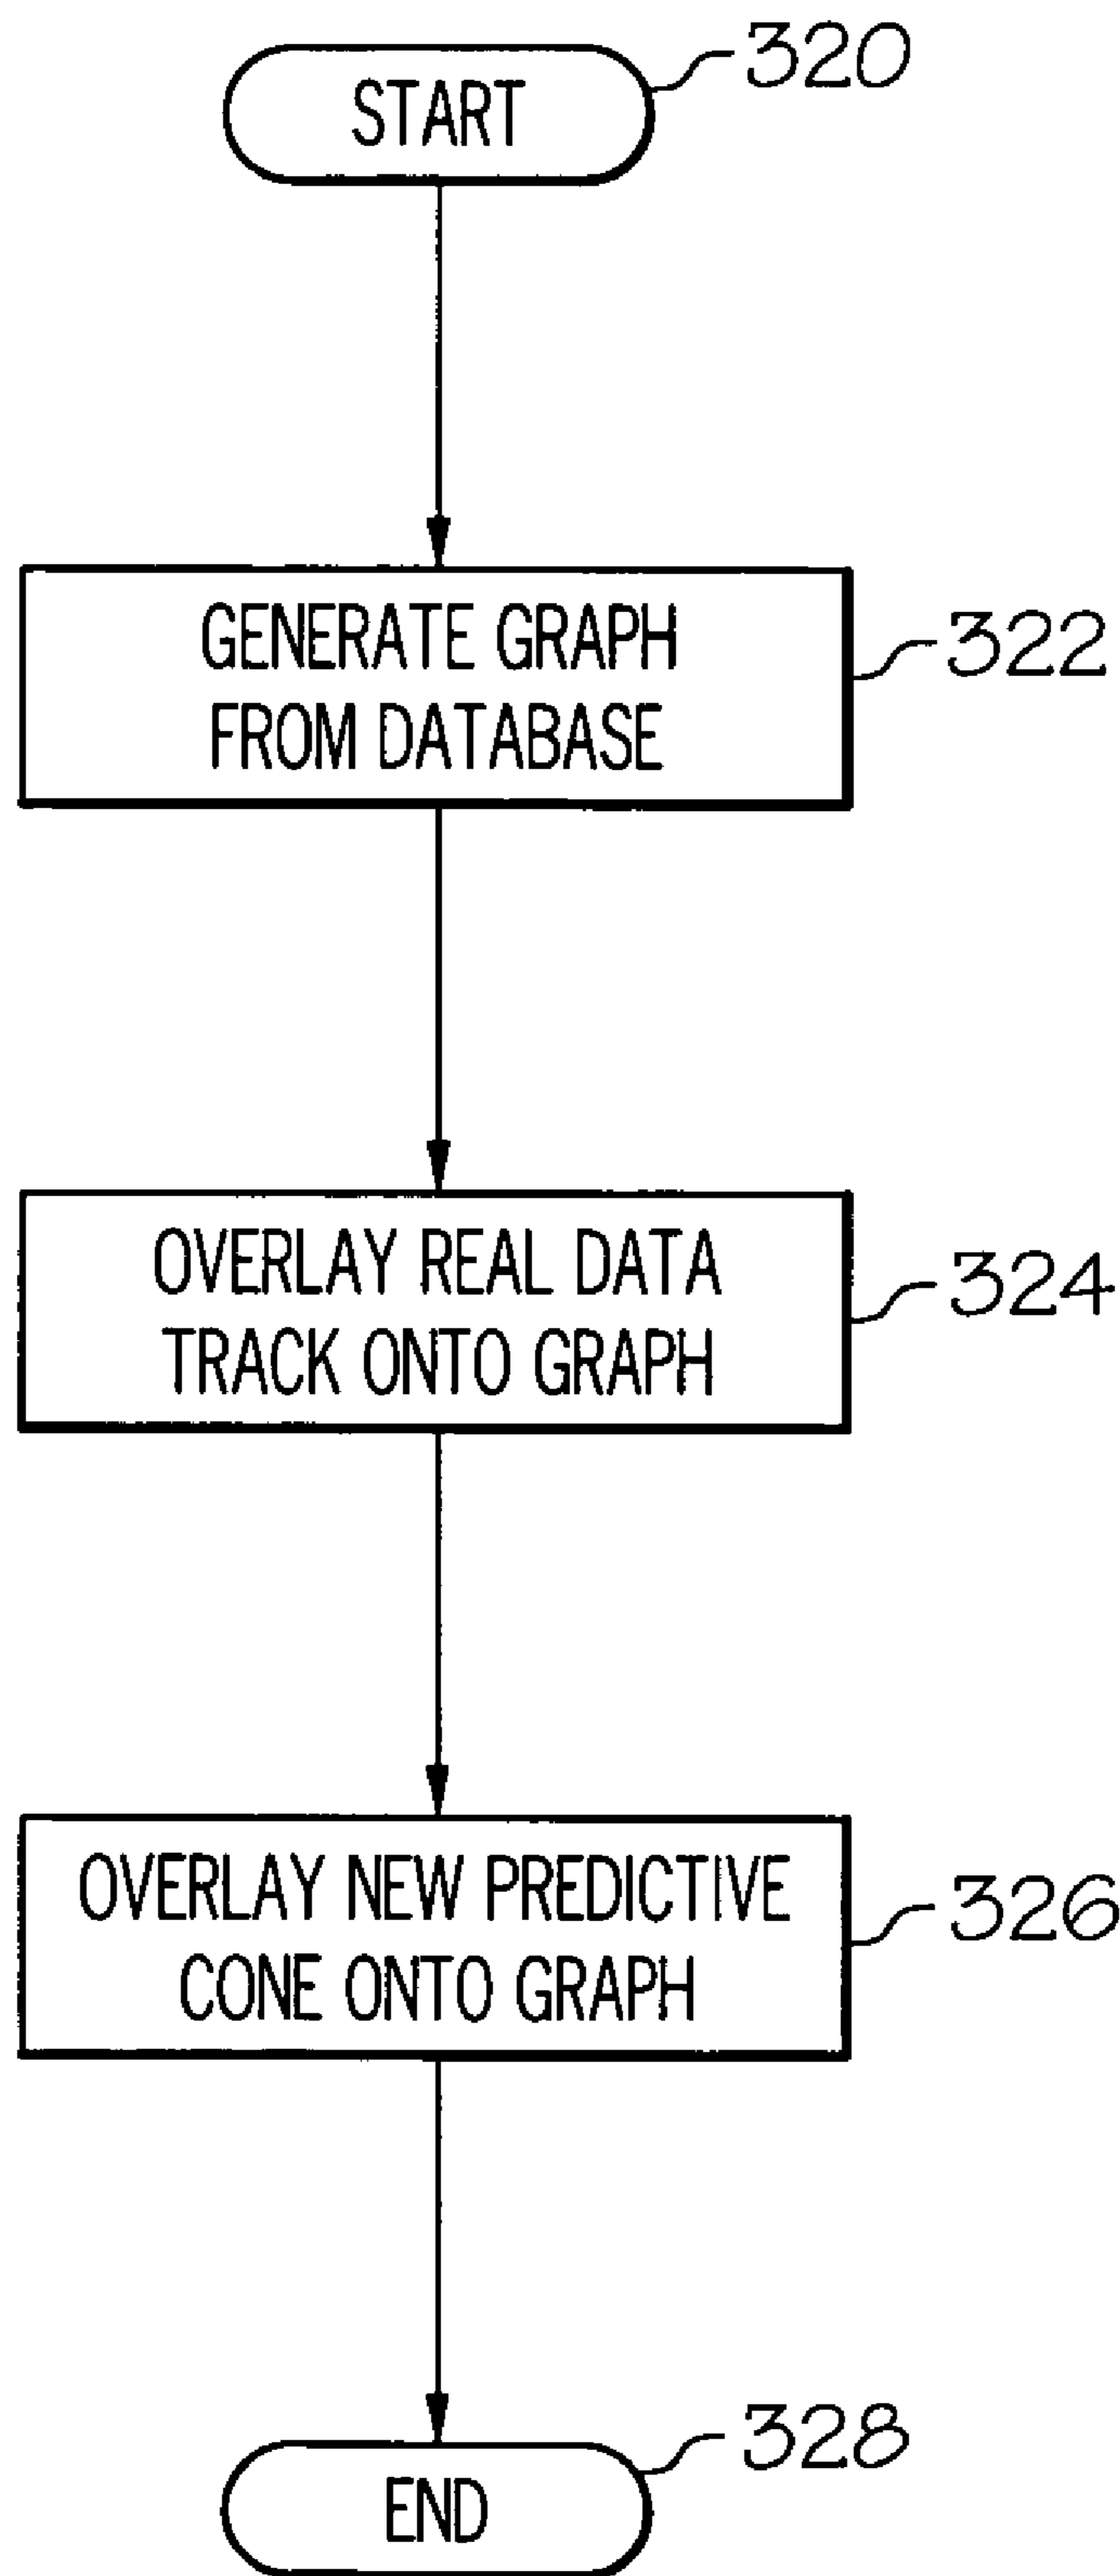 START
320
GENERATE GRAPH
FROM DATABASE
322
OVERLAY REAL DATA
TRACK ONTO GRAPH
324
OVERLAY NEW PREDICTIVE
CONE ONTO GRAPH
326
END
328